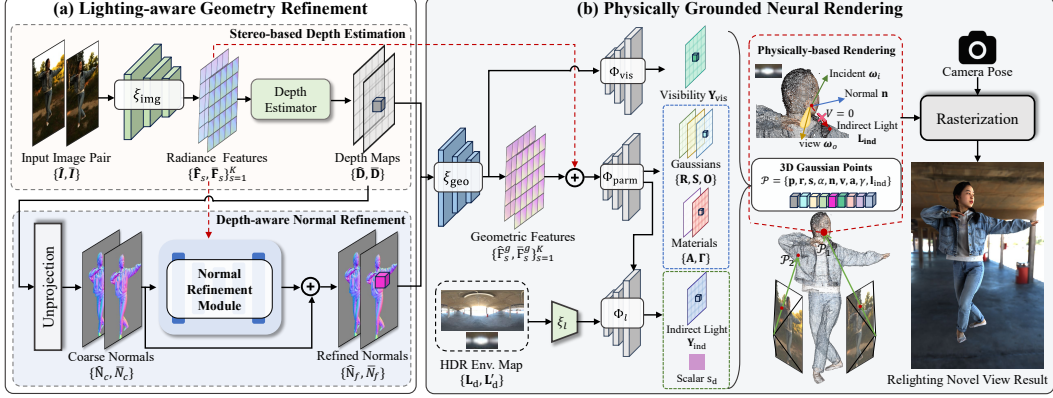 (a) Lighting-aware Geometry Refinement
Stereo-based Depth Estimation
ξimg
Depth
Estimator
Input Image Pair
{Î, Ī}
Radiance Features
{F̂s, F̄s}ᴷs=1
Depth Maps
{D̂, D̄}
Depth-aware Normal Refinement
Unprojection
Normal
Refinement
Module
Coarse Normals
{N̂c, N̄c}
Refined Normals
{N̂f, N̄f}
(b) Physically Grounded Neural Rendering
ξgeo
Geometric Features
{F̂ᵍs, F̄ᵍs}ᴷs=1
Φvis
Visibility Yvis
Φparm
Gaussians
{R, S, O}
Materials
{A, Γ}
HDR Env. Map
{Ld, L′d}
ξl
Φl
Indirect Light
Yind
Scalar sd
Physically-based Rendering
Incident ωi
Normal n
V = 0
Indirect Light
Lind
view ωo
3D Gaussian Points
𝒫 = {p, r, s, α, n, v, a, γ, lind}
𝒫2
𝒫1
Camera Pose
Rasterization
Relighting Novel View Result